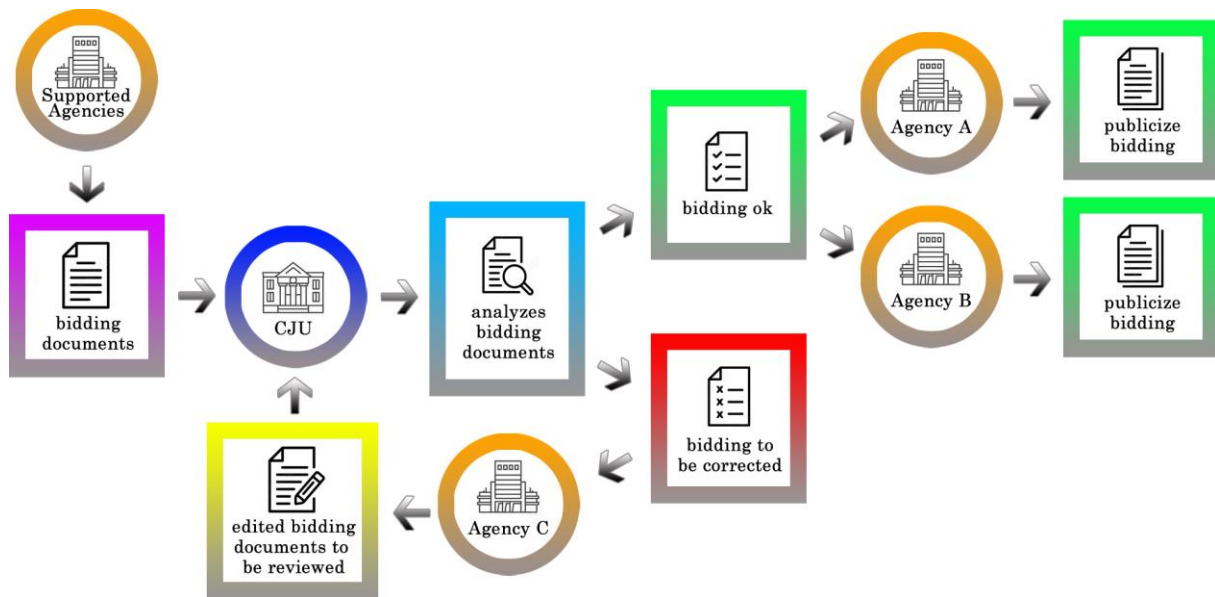 Supported
Agencies
bidding
documents
CJU
analyzes
bidding
documents
bidding ok
Agency A
publicize
bidding
Agency B
publicize
bidding
bidding to
be corrected
Agency C
edited bidding
documents to
be reviewed